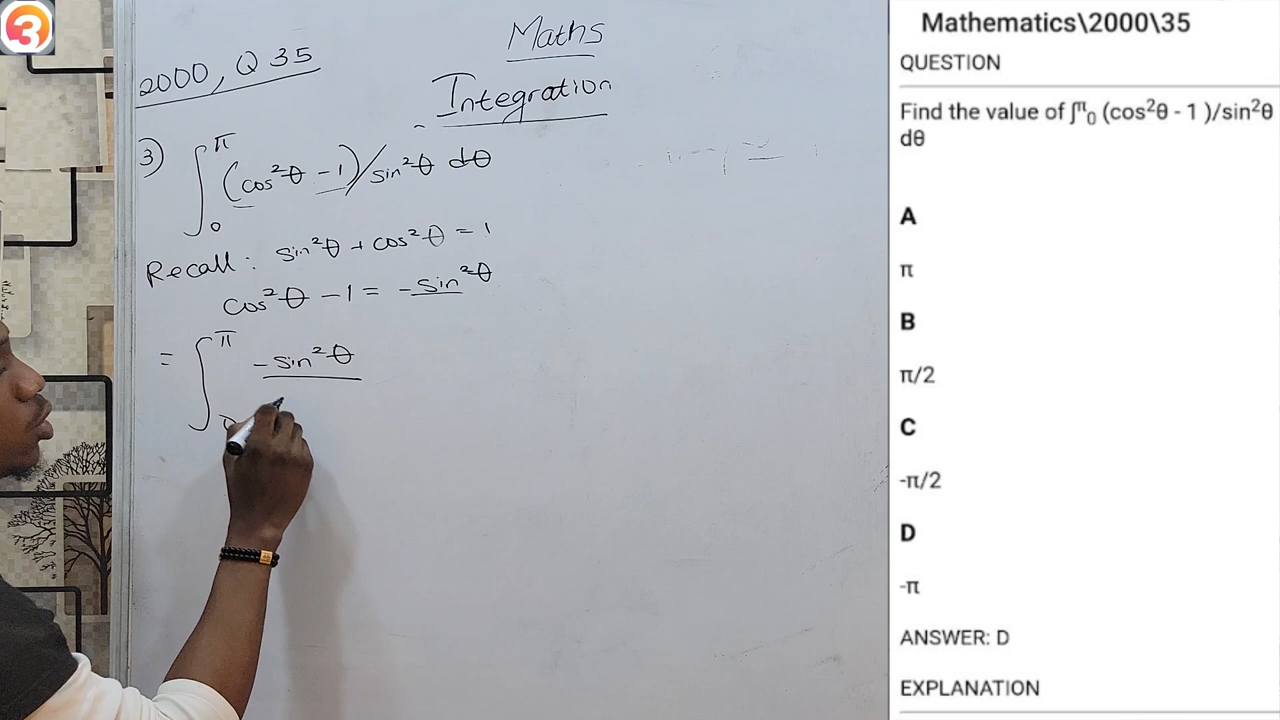 3
2000, Q 35
Maths
Integration
3) ∫₀^π (cos²θ - 1)/sin²θ dθ
Recall: sin²θ + cos²θ = 1
cos²θ - 1 = -sin²θ
= ∫^π -sin²θ
Mathematics\2000\35
QUESTION
Find the value of ∫^π₀ (cos²θ - 1 )/sin²θ
dθ
A
π
B
π/2
C
-π/2
D
-π
ANSWER: D
EXPLANATION